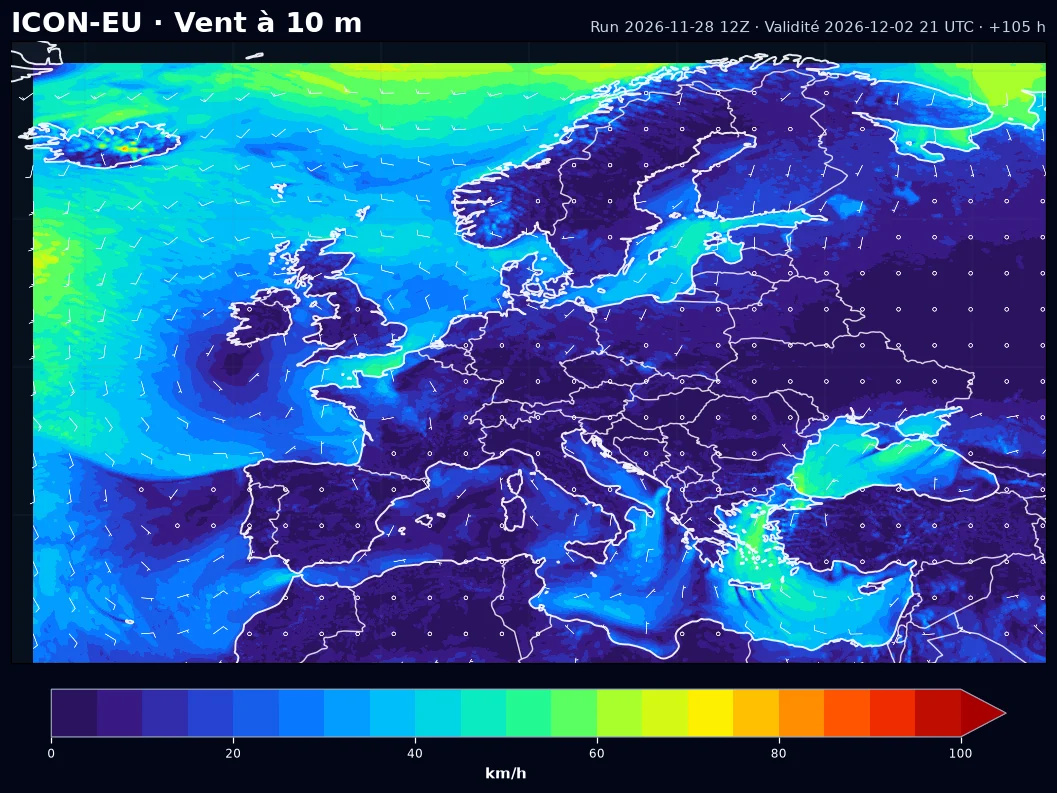 ICON-EU · Vent à 10 m
Run 2026-11-28 12Z · Validité 2026-12-02 21 UTC · +105 h
0 20 40 60 80 100
km/h